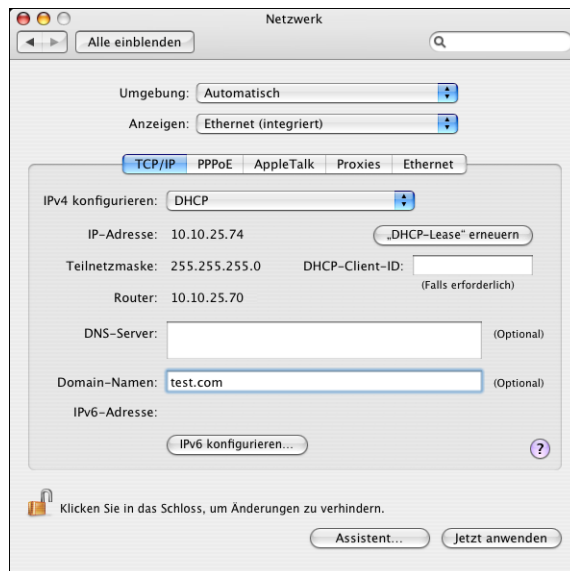 Netzwerk
Alle einblenden
Umgebung: Automatisch
Anzeigen: Ethernet (integriert)
TCP/IP PPPoE AppleTalk Proxies Ethernet
IPv4 konfigurieren: DHCP
IP-Adresse: 10.10.25.74 „DHCP-Lease“ erneuern
Teilnetzmaske: 255.255.255.0 DHCP-Client-ID:
(Falls erforderlich)
Router: 10.10.25.70
DNS-Server: (Optional)
Domain-Namen: test.com (Optional)
IPv6-Adresse:
IPv6 konfigurieren... ?
Klicken Sie in das Schloss, um Änderungen zu verhindern.
Assistent... Jetzt anwenden